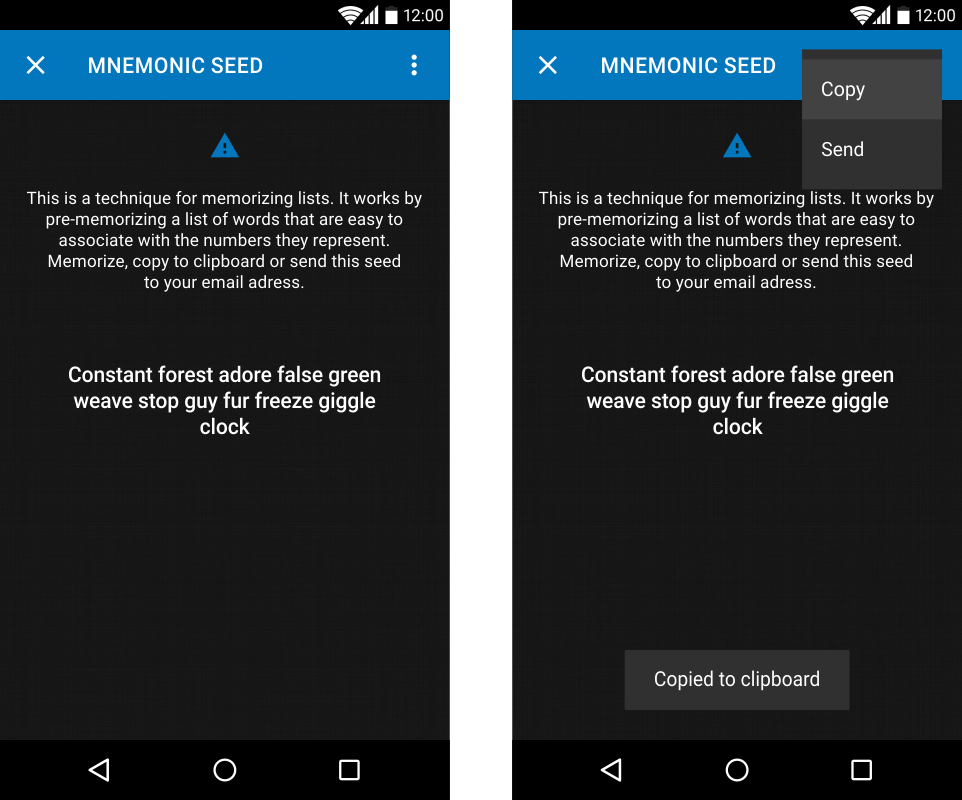 12:00
MNEMONIC SEED
This is a technique for memorizing lists. It works by
pre-memorizing a list of words that are easy to
associate with the numbers they represent.
Memorize, copy to clipboard or send this seed
to your email adress.
Constant forest adore false green
weave stop guy fur freeze giggle
clock
12:00
MNEMONIC SEED
Copy
Send
This is a technique for memorizing lists. It works by
pre-memorizing a list of words that are easy to
associate with the numbers they represent.
Memorize, copy to clipboard or send this seed
to your email adress.
Constant forest adore false green
weave stop guy fur freeze giggle
clock
Copied to clipboard